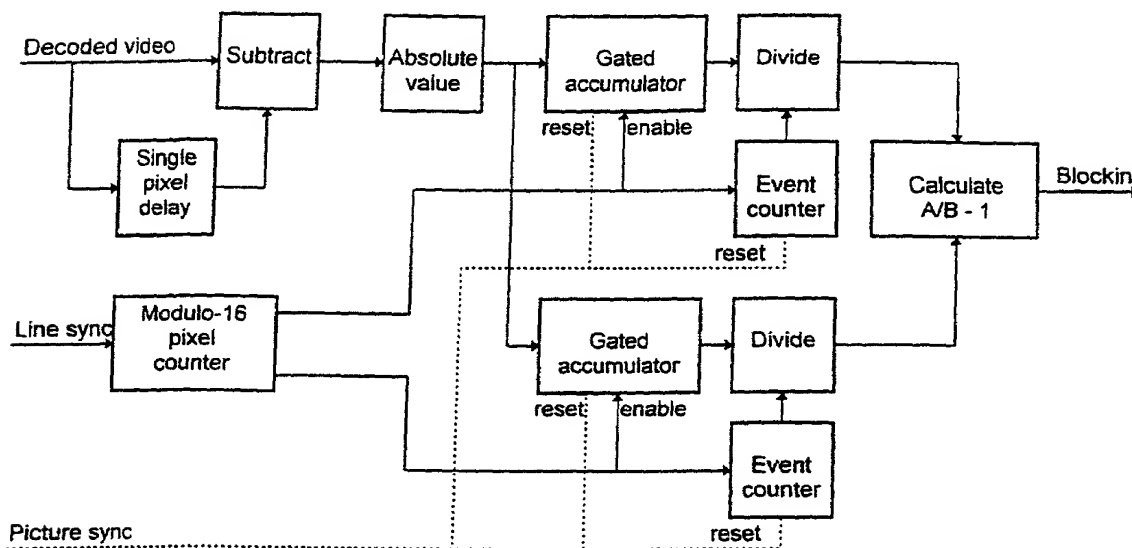 Decoded video
Subtract
Absolute
value
Gated
accumulator
Divide
reset
enable
Single
pixel
delay
Event
counter
Calculate
A/B - 1
Blockin
reset
Line sync
Modulo-16
pixel
counter
Gated
accumulator
Divide
reset
enable
Event
counter
Picture sync
reset